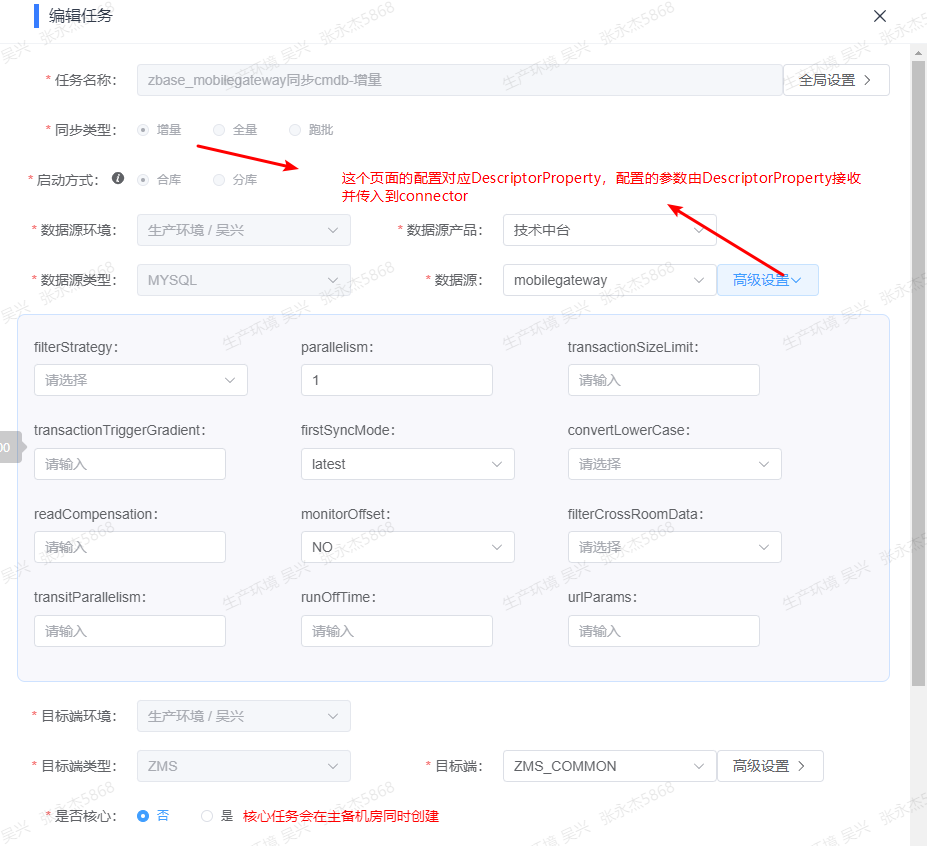 编辑任务
* 任务名称: zbase_mobilegateway同步cmdb-增量 全局设置
* 同步类型: 增量 全量 跑批
* 启动方式: 合库 分库
这个页面的配置对应DescriptorProperty，配置的参数由DescriptorProperty接收
并传入到connector
* 数据源环境: 生产环境 / 吴兴 * 数据源产品: 技术中台
* 数据源类型: MYSQL * 数据源: mobilegateway 高级设置
filterStrategy: parallelism: transactionSizeLimit:
请选择 1 请输入
transactionTriggerGradient: firstSyncMode: convertLowerCase:
请输入 latest 请选择
00
readCompensation: monitorOffset: filterCrossRoomData:
请输入 NO 请选择
transitParallelism: runOffTime: urlParams:
请输入 请输入 请输入
* 目标端环境: 生产环境 / 吴兴
* 目标端类型: ZMS * 目标端: ZMS_COMMON 高级设置
* 是否核心: 否 是 核心任务会在主备机房同时创建
生产环境 吴兴 张永杰5868